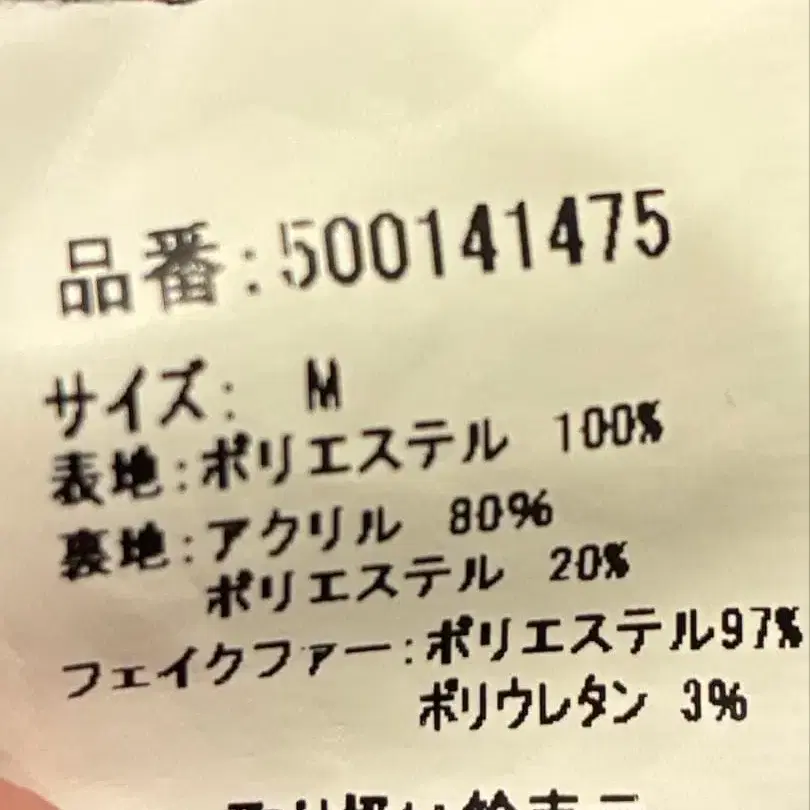 品番:500141475
サイズ: M
表地:ポリエステル 100%
裏地:アクリル 80%
ポリエステル 20%
フェイクファー:ポリエステル97%
ポリウレタン 3%